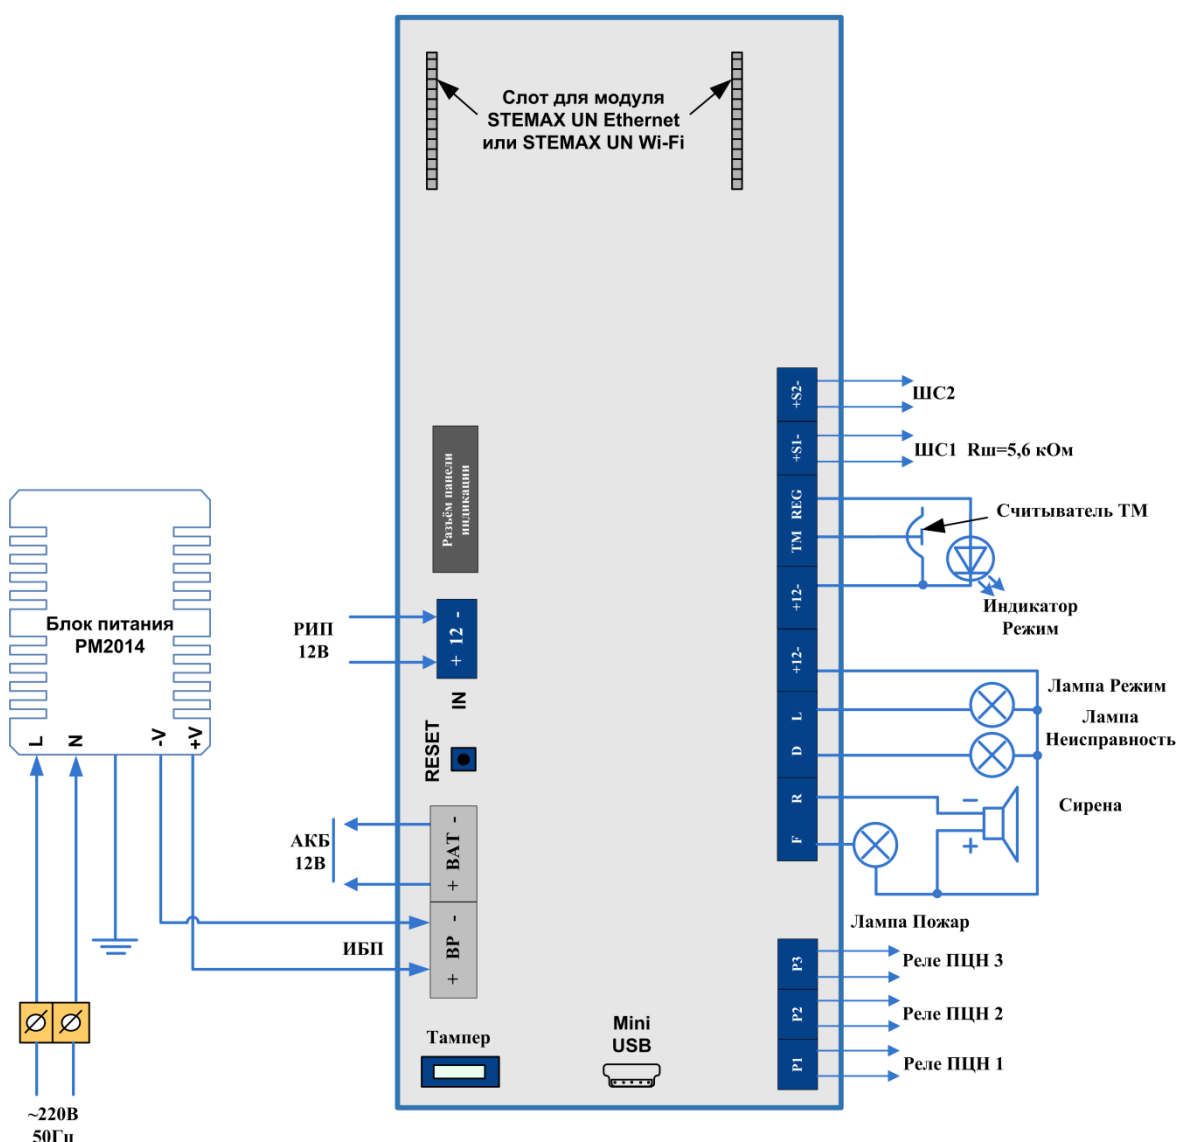 Слот для модуля
STEMAX UN Ethernet
или STEMAX UN Wi-Fi
+S2-
ШС2
+S1-
ШС1 Rш=5,6 кОм
REG
TM
Считыватель ТМ
+12-
Индикатор
Режим
+12-
Лампа Режим
L
Лампа
Неисправность
D
R
−
+
Сирена
F
Лампа Пожар
P3
Реле ПЦН 3
P2
Реле ПЦН 2
P1
Реле ПЦН 1
Разъём панели
индикации
РИП
12В
+ 12 -
IN
RESET
АКБ
12В
+ BAT -
ИБП
+ BP -
Тампер
Mini
USB
Блок питания
PM2014
L
N
-V
+V
~220В
50Гц